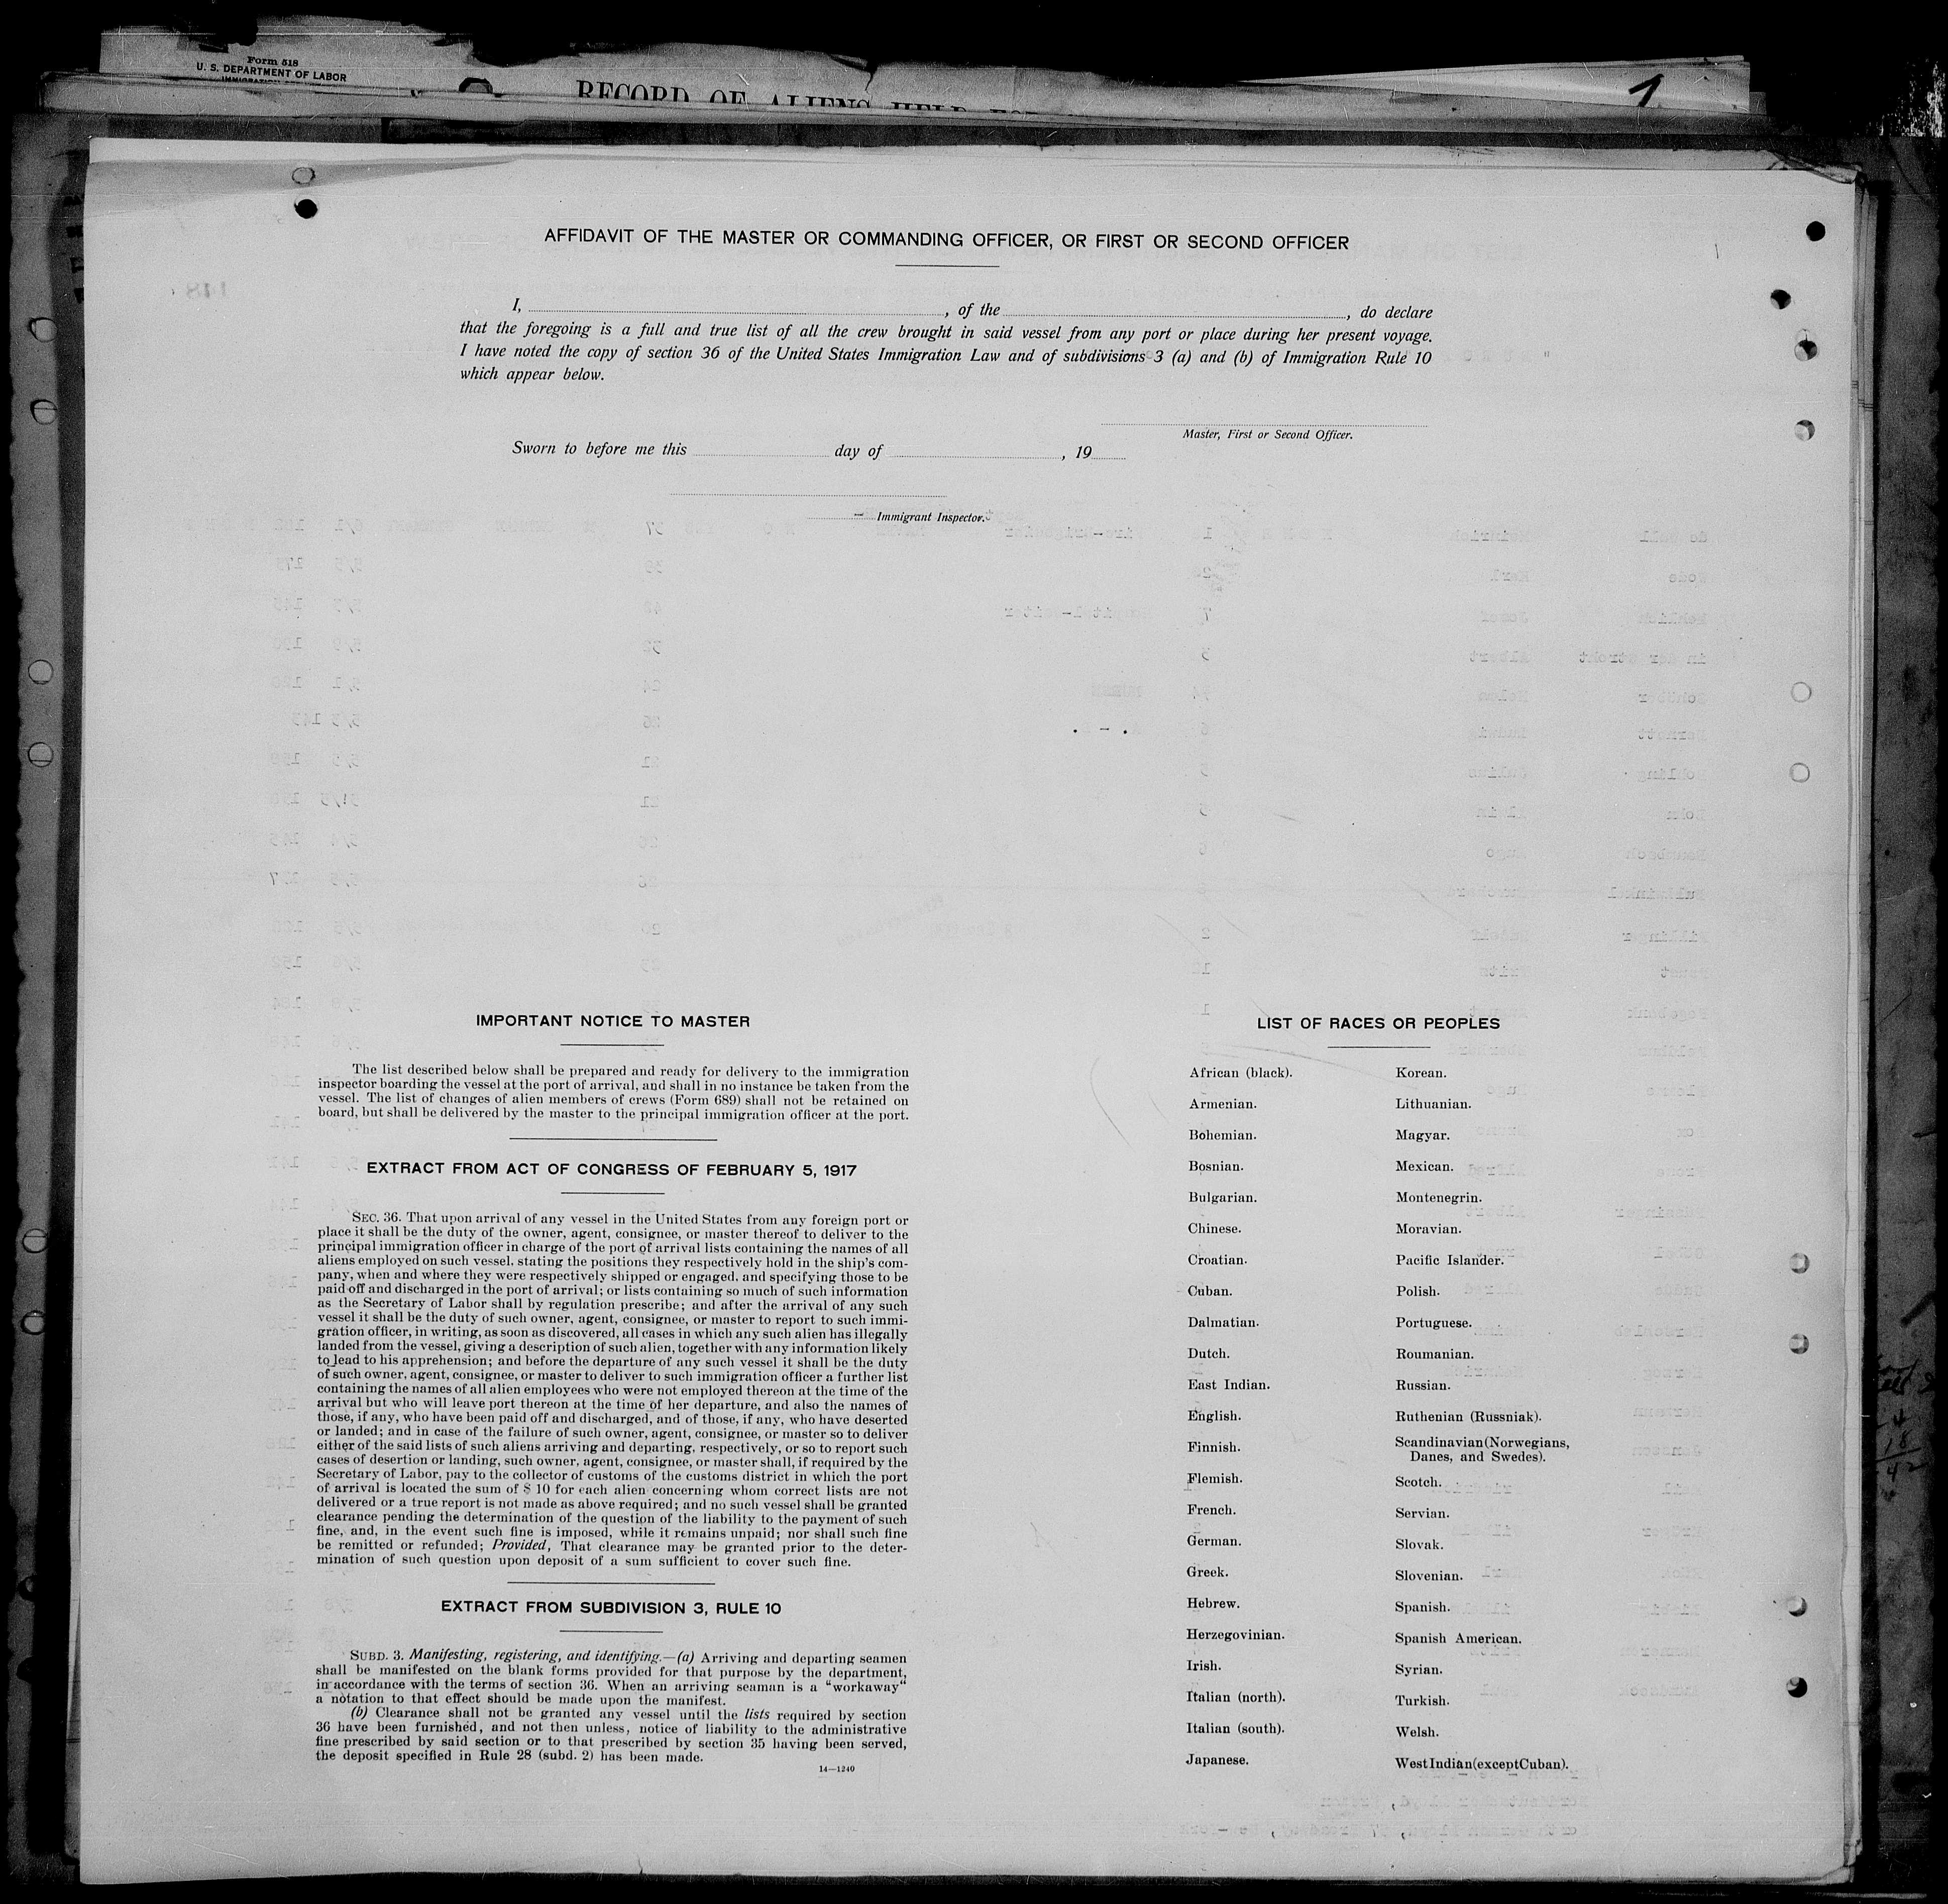 Form 518
U. S. DEPARTMENT OF LABOR
RECORD OF ALIENS HELD
1
AFFIDAVIT OF THE MASTER OR COMMANDING OFFICER, OR FIRST OR SECOND OFFICER
I, , of the , do declare
that the foregoing is a full and true list of all the crew brought in said vessel from any port or place during her present voyage.
I have noted the copy of section 36 of the United States Immigration Law and of subdivisions 3 (a) and (b) of Immigration Rule 10
which appear below.
Master, First or Second Officer.
Sworn to before me this day of , 19
Immigrant Inspector.
IMPORTANT NOTICE TO MASTER
The list described below shall be prepared and ready for delivery to the immigration
inspector boarding the vessel at the port of arrival, and shall in no instance be taken from the
vessel. The list of changes of alien members of crews (Form 689) shall not be retained on
board, but shall be delivered by the master to the principal immigration officer at the port.
EXTRACT FROM ACT OF CONGRESS OF FEBRUARY 5, 1917
SEC. 36. That upon arrival of any vessel in the United States from any foreign port or
place it shall be the duty of the owner, agent, consignee, or master thereof to deliver to the
principal immigration officer in charge of the port of arrival lists containing the names of all
aliens employed on such vessel, stating the positions they respectively hold in the ship's com-
pany, when and where they were respectively shipped or engaged, and specifying those to be
paid off and discharged in the port of arrival; or lists containing so much of such information
as the Secretary of Labor shall by regulation prescribe; and after the arrival of any such
vessel it shall be the duty of such owner, agent, consignee, or master to report to such immi-
gration officer, in writing, as soon as discovered, all cases in which any such alien has illegally
landed from the vessel, giving a description of such alien, together with any information likely
to lead to his apprehension; and before the departure of any such vessel it shall be the duty
of such owner, agent, consignee, or master to deliver to such immigration officer a further list
containing the names of all alien employees who were not employed thereon at the time of the
arrival but who will leave port thereon at the time of her departure, and also the names of
those, if any, who have been paid off and discharged, and of those, if any, who have deserted
or landed; and in case of the failure of such owner, agent, consignee, or master so to deliver
either of the said lists of such aliens arriving and departing, respectively, or so to report such
cases of desertion or landing, such owner, agent, consignee, or master shall, if required by the
Secretary of Labor, pay to the collector of customs of the customs district in which the port
of arrival is located the sum of $ 10 for each alien concerning whom correct lists are not
delivered or a true report is not made as above required; and no such vessel shall be granted
clearance pending the determination of the question of the liability to the payment of such
fine, and, in the event such fine is imposed, while it remains unpaid; nor shall such fine
be remitted or refunded; Provided, That clearance may be granted prior to the deter-
mination of such question upon deposit of a sum sufficient to cover such fine.
EXTRACT FROM SUBDIVISION 3, RULE 10
SUBD. 3. Manifesting, registering, and identifying.—(a) Arriving and departing seamen
shall be manifested on the blank forms provided for that purpose by the department,
in accordance with the terms of section 36. When an arriving seaman is a “workaway“
a notation to that effect should be made upon the manifest.
(b) Clearance shall not be granted any vessel until the lists required by section
36 have been furnished, and not then unless, notice of liability to the administrative
fine prescribed by said section or to that prescribed by section 35 having been served,
the deposit specified in Rule 28 (subd. 2) has been made.
14—1240
LIST OF RACES OR PEOPLES
African (black).
Armenian.
Bohemian.
Bosnian.
Bulgarian.
Chinese.
Croatian.
Cuban.
Dalmatian.
Dutch.
East Indian.
English.
Finnish.
Flemish.
French.
German.
Greek.
Hebrew.
Herzegovinian.
Irish.
Italian (north).
Italian (south).
Japanese.
Korean.
Lithuanian.
Magyar.
Mexican.
Montenegrin.
Moravian.
Pacific Islander.
Polish.
Portuguese.
Roumanian.
Russian.
Ruthenian (Russniak).
Scandinavian (Norwegians,
Danes, and Swedes).
Scotch.
Servian.
Slovak.
Slovenian.
Spanish.
Spanish American.
Syrian.
Turkish.
Welsh.
West Indian (except Cuban).